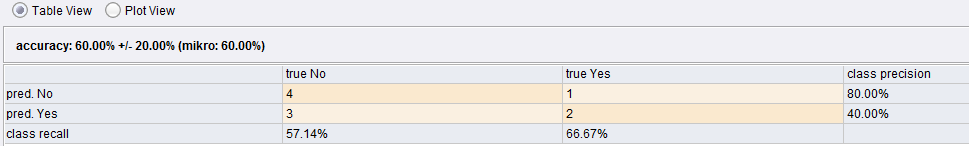 Table View Plot View
accuracy: 60.00% +/- 20.00% (mikro: 60.00%)
true No true Yes class precision
pred. No 4 1 80.00%
pred. Yes 3 2 40.00%
class recall 57.14% 66.67%